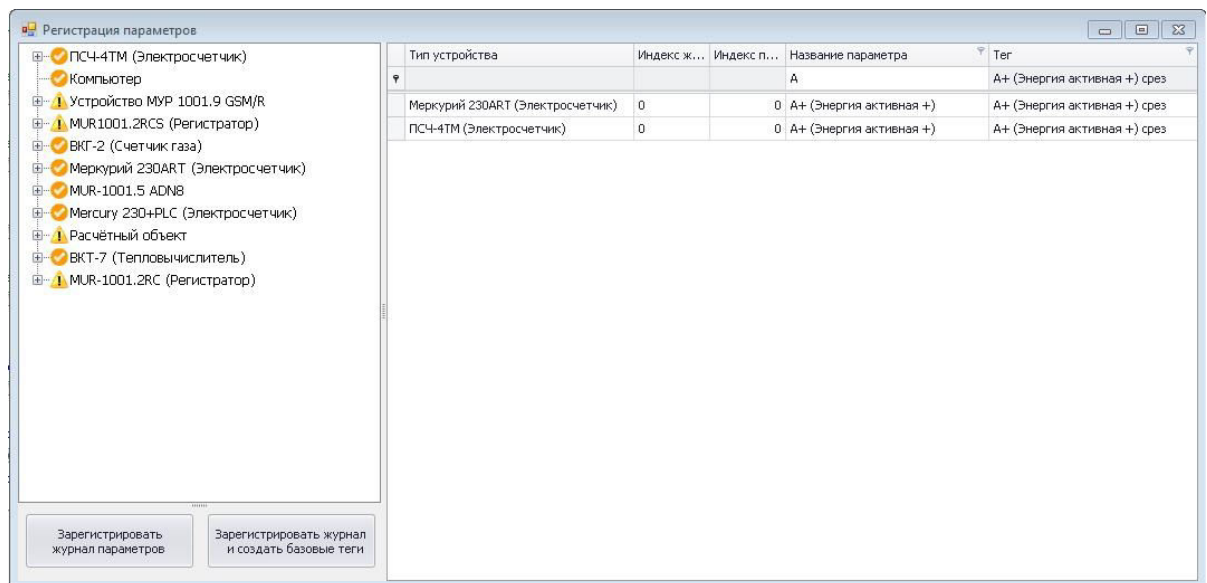 Регистрация параметров
ПСЧ-4ТМ (Электросчетчик)
Компьютер
Устройство МУР 1001.9 GSM/R
MUR1001.2RCS (Регистратор)
ВКГ-2 (Счетчик газа)
Меркурий 230ART (Электросчетчик)
MUR-1001.5 ADN8
Mercury 230+PLC (Электросчетчик)
Расчётный объект
ВКТ-7 (Тепловычислитель)
MUR-1001.2RC (Регистратор)
Зарегистрировать
журнал параметров
Зарегистрировать журнал
и создать базовые теги
Тип устройства Индекс ж... Индекс п... Название параметра Тег
А А+ (Энергия активная +) срез
Меркурий 230ART (Электросчетчик) 0 0 А+ (Энергия активная +) А+ (Энергия активная +) срез
ПСЧ-4ТМ (Электросчетчик) 0 0 А+ (Энергия активная +) А+ (Энергия активная +) срез